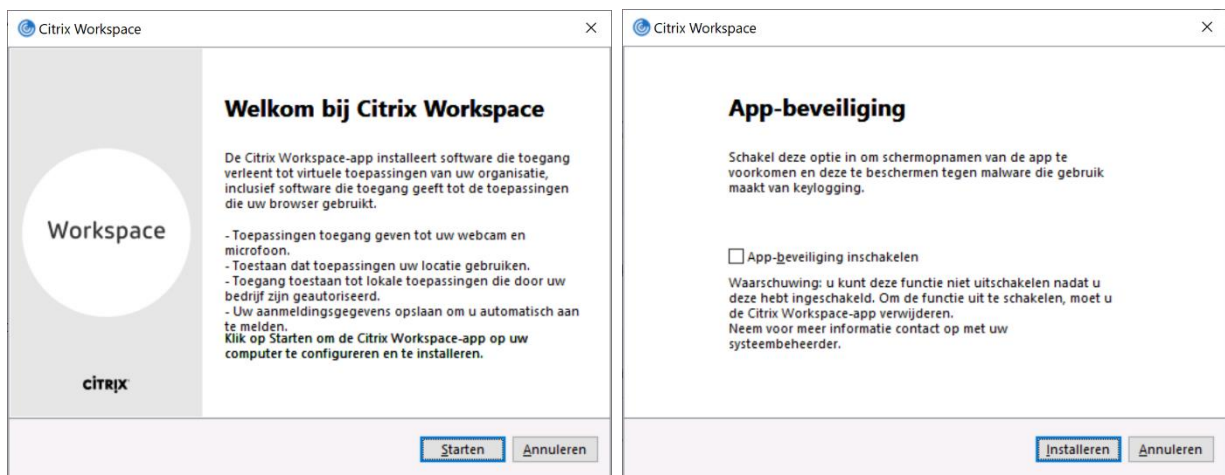 Citrix Workspace
Welkom bij Citrix Workspace
De Citrix Workspace-app installeert software die toegang
verleent tot virtuele toepassingen van uw organisatie,
inclusief software die toegang geeft tot de toepassingen
die uw browser gebruikt.
- Toepassingen toegang geven tot uw webcam en
microfoon.
- Toestaan dat toepassingen uw locatie gebruiken.
- Toegang toestaan tot lokale toepassingen die door uw
bedrijf zijn geautoriseerd.
- Uw aanmeldingsgegevens opslaan om u automatisch aan
te melden.
Klik op Starten om de Citrix Workspace-app op uw
computer te configureren en te installeren.
Workspace
citrix
Starten
Annuleren
Citrix Workspace
App-beveiliging
Schakel deze optie in om schermopnamen van de app te
voorkomen en deze te beschermen tegen malware die gebruik
maakt van keylogging.
App-beveiliging inschakelen
Waarschuwing: u kunt deze functie niet uitschakelen nadat u
deze hebt ingeschakeld. Om de functie uit te schakelen, moet u
de Citrix Workspace-app verwijderen.
Neem voor meer informatie contact op met uw
systeembeheerder.
Installeren
Annuleren